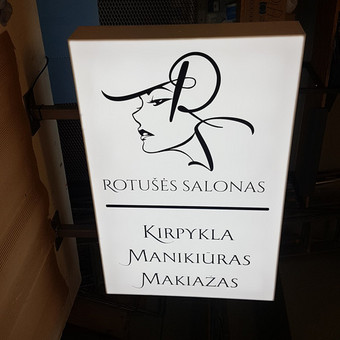 ROTUŠĖS SALONAS
KIRPYKLA
MANIKIŪRAS
MAKIAŽAS